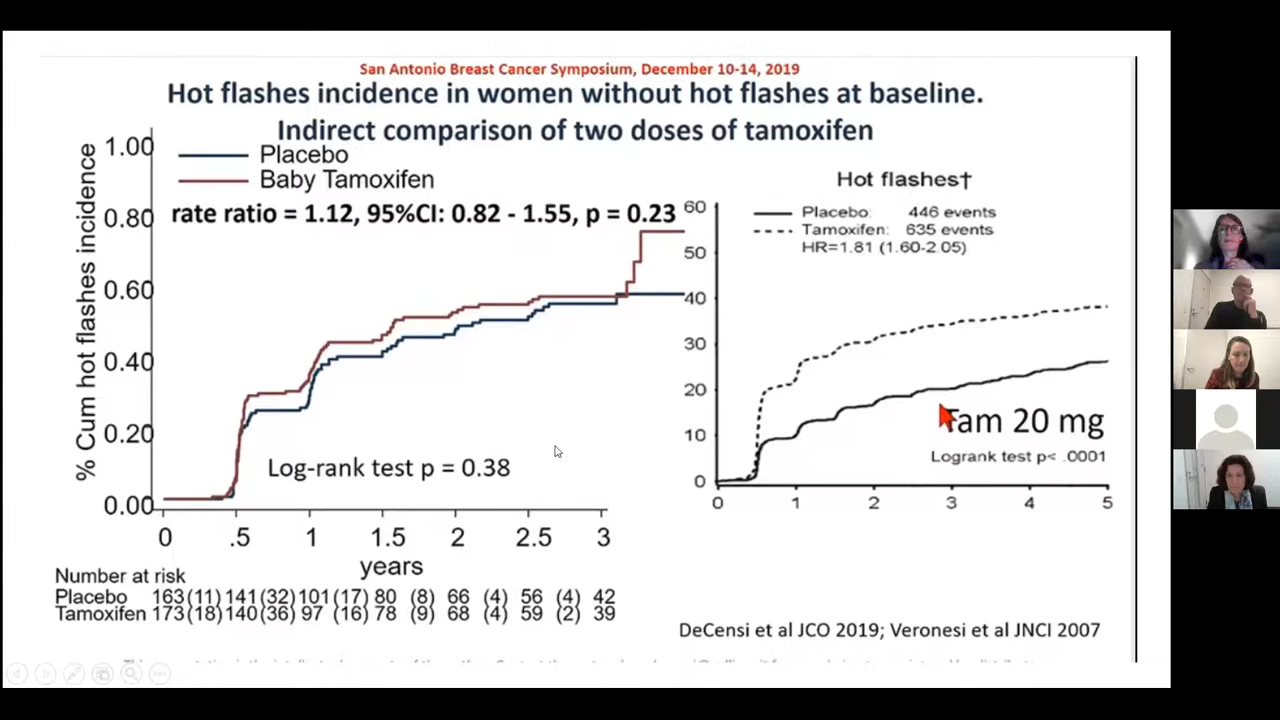 San Antonio Breast Cancer Symposium, December 10-14, 2019
Hot flashes incidence in women without hot flashes at baseline.
Indirect comparison of two doses of tamoxifen
Placebo
Baby Tamoxifen
rate ratio = 1.12, 95%CI: 0.82 - 1.55, p = 0.23
% Cum hot flashes incidence
1.00
0.80
0.60
0.40
0.20
0.00
Log-rank test p = 0.38
0 .5 1 1.5 2 2.5 3
years
Number at risk
Placebo 163 (11) 141 (32) 101 (17) 80 (8) 66 (4) 56 (4) 42
Tamoxifen 173 (18) 140 (36) 97 (16) 78 (9) 68 (4) 59 (2) 39
Hot flashes†
Placebo: 446 events
Tamoxifen: 635 events
HR=1.81 (1.60-2.05)
60
50
40
30
20
10
0
Tam 20 mg
Logrank test p< .0001
0 1 2 3 4 5
DeCensi et al JCO 2019; Veronesi et al JNCI 2007